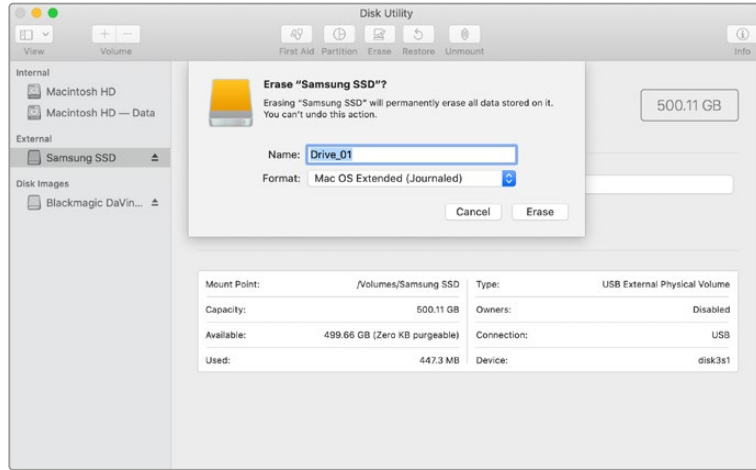 Disk Utility
View
Volume
First Aid Partition Erase Restore Unmount
Info
Internal
Macintosh HD
Macintosh HD — Data
External
Samsung SSD
Disk Images
Blackmagic DaVin...
Erase “Samsung SSD”?
Erasing “Samsung SSD” will permanently erase all data stored on it.
You can’t undo this action.
Name: Drive_01
Format: Mac OS Extended (Journaled)
Cancel Erase
500.11 GB
Mount Point: /Volumes/Samsung SSD
Capacity: 500.11 GB
Available: 499.66 GB (Zero KB purgeable)
Used: 447.3 MB
Type: USB External Physical Volume
Owners: Disabled
Connection: USB
Device: disk3s1